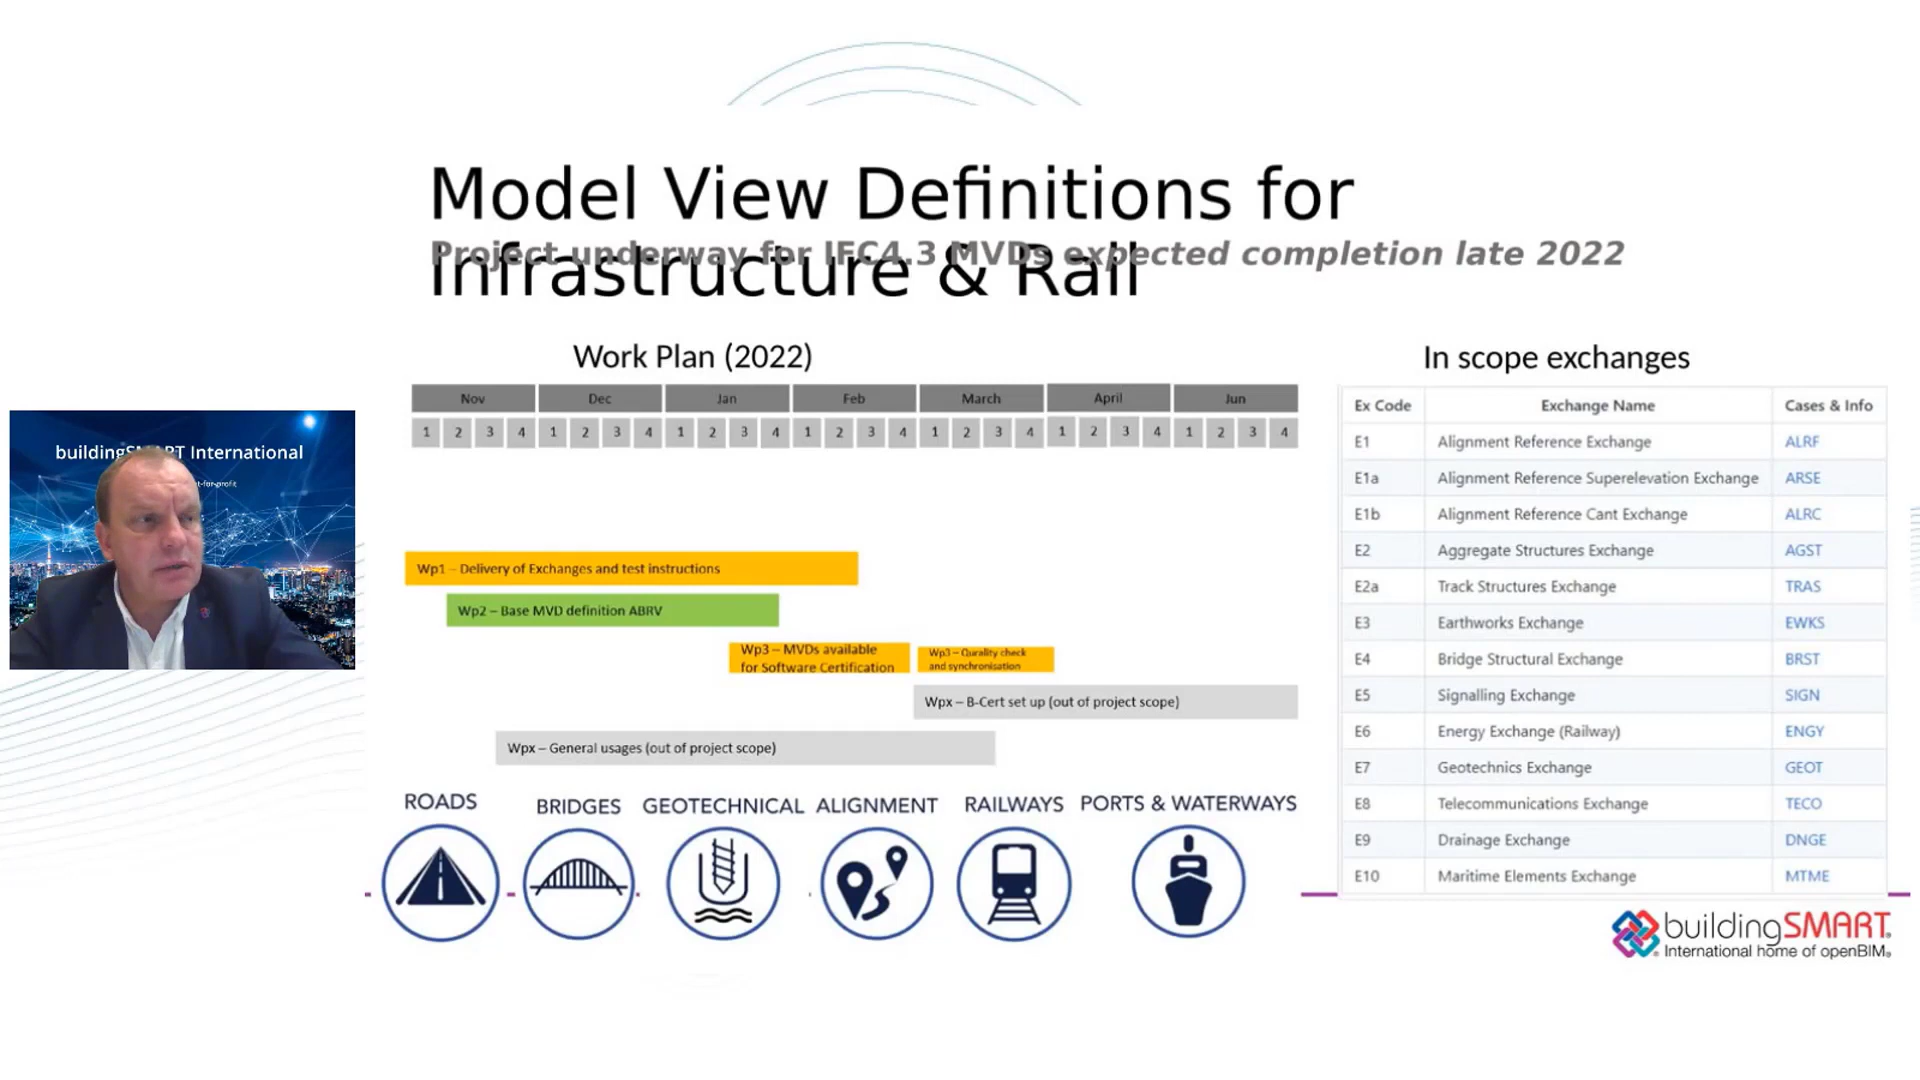 Model View Definitions for
Project underway for IFC4.3 MVDs expected completion late 2022
Infrastructure & Rail
buildingSMART International
t-for-profit
Work Plan (2022)
Nov Dec Jan Feb March April Jun
1 2 3 4 1 2 3 4 1 2 3 4 1 2 3 4 1 2 3 4 1 2 3 4 1 2 3 4
Wp1 – Delivery of Exchanges and test instructions
Wp2 – Base MVD definition ABRV
Wp3 – MVDs available
for Software Certification
Wp3 – Qurality check
and synchronisation
Wpx – B-Cert set up (out of project scope)
Wpx – General usages (out of project scope)
ROADS BRIDGES GEOTECHNICAL ALIGNMENT RAILWAYS PORTS & WATERWAYS
In scope exchanges
Ex Code Exchange Name Cases & Info
E1 Alignment Reference Exchange ALRF
E1a Alignment Reference Superelevation Exchange ARSE
E1b Alignment Reference Cant Exchange ALRC
E2 Aggregate Structures Exchange AGST
E2a Track Structures Exchange TRAS
E3 Earthworks Exchange EWKS
E4 Bridge Structural Exchange BRST
E5 Signalling Exchange SIGN
E6 Energy Exchange (Railway) ENGY
E7 Geotechnics Exchange GEOT
E8 Telecommunications Exchange TECO
E9 Drainage Exchange DNGE
E10 Maritime Elements Exchange MTME
buildingSMART®
International home of openBIM®